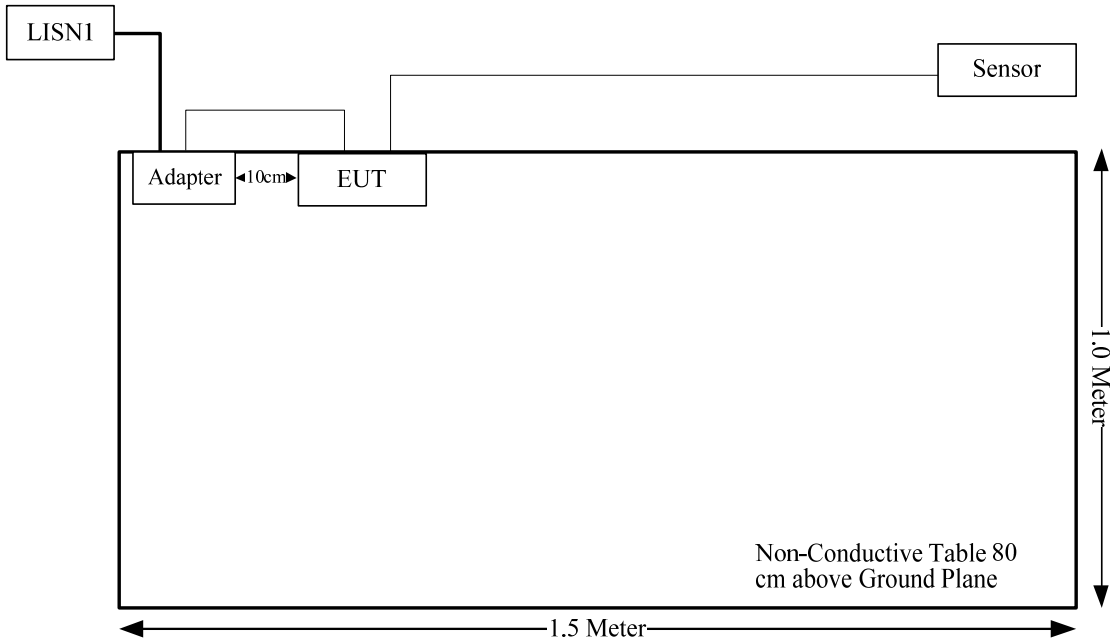 LISN1
Sensor
Adapter
10cm
EUT
1.0 Meter
Non-Conductive Table 80
cm above Ground Plane
1.5 Meter